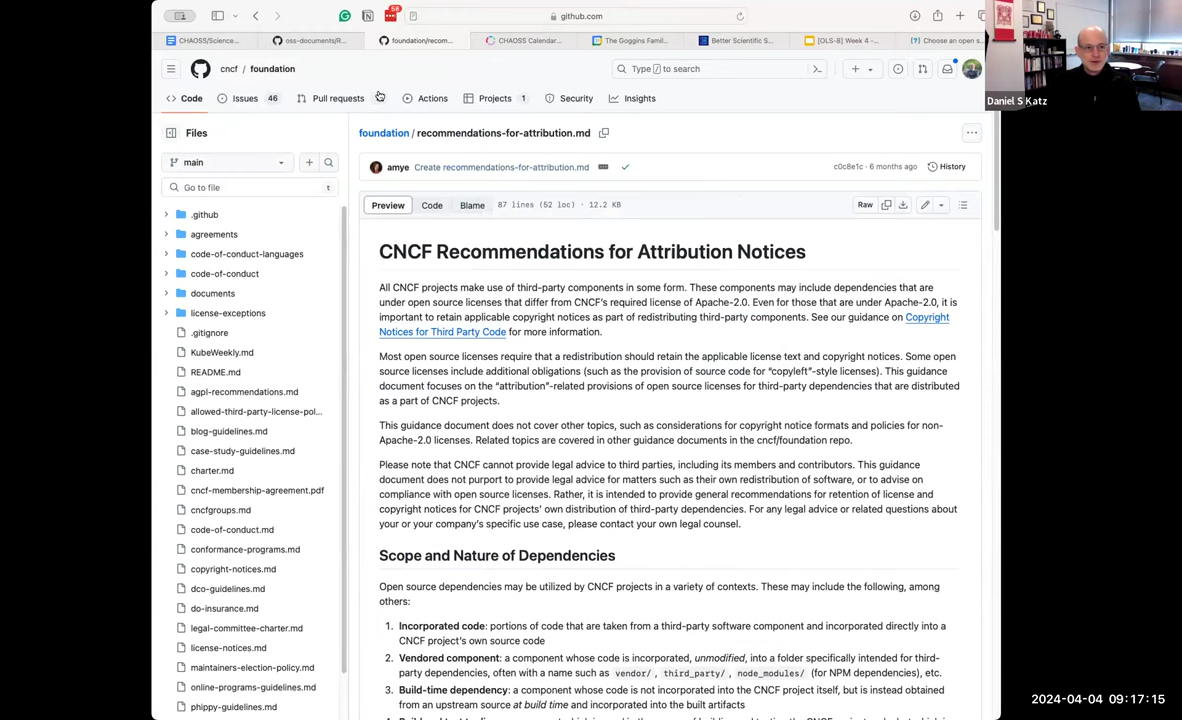 58
github.com
CHAOSS/Science...
oss-documents/R...
foundation/recom...
CHAOSS Calendar...
The Goggins Famil...
Better Scientific S...
[OLS-8] Week 4 -...
Choose an open s...
cncf / foundation
Type / to search
Daniel S Katz
Code
Issues 46
Pull requests
Actions
Projects 1
Security
Insights
Files
main
Go to file t
.github
agreements
code-of-conduct-languages
code-of-conduct
documents
license-exceptions
.gitignore
KubeWeekly.md
README.md
agpl-recommendations.md
allowed-third-party-license-pol...
blog-guidelines.md
case-study-guidelines.md
charter.md
cncf-membership-agreement.pdf
cncfgroups.md
code-of-conduct.md
conformance-programs.md
copyright-notices.md
dco-guidelines.md
do-insurance.md
legal-committee-charter.md
license-notices.md
maintainers-election-policy.md
online-programs-guidelines.md
phippy-guidelines.md
foundation / recommendations-for-attribution.md
amye Create recommendations-for-attribution.md
c0c8e1c · 6 months ago History
Preview Code Blame 87 lines (52 loc) · 12.2 KB Raw
CNCF Recommendations for Attribution Notices
All CNCF projects make use of third-party components in some form. These components may include dependencies that are
under open source licenses that differ from CNCF's required license of Apache-2.0. Even for those that are under Apache-2.0, it is
important to retain applicable copyright notices as part of redistributing third-party components. See our guidance on Copyright
Notices for Third Party Code for more information.
Most open source licenses require that a redistribution should retain the applicable license text and copyright notices. Some open
source licenses include additional obligations (such as the provision of source code for "copyleft"-style licenses). This guidance
document focuses on the "attribution"-related provisions of open source licenses for third-party dependencies that are distributed
as a part of CNCF projects.
This guidance document does not cover other topics, such as considerations for copyright notice formats and policies for non-
Apache-2.0 licenses. Related topics are covered in other guidance documents in the cncf/foundation repo.
Please note that CNCF cannot provide legal advice to third parties, including its members and contributors. This guidance
document does not purport to provide legal advice for matters such as their own redistribution of software, or to advise on
compliance with open source licenses. Rather, it is intended to provide general recommendations for retention of license and
copyright notices for CNCF projects' own distribution of third-party dependencies. For any legal advice or related questions about
your or your company's specific use case, please contact your own legal counsel.
Scope and Nature of Dependencies
Open source dependencies may be utilized by CNCF projects in a variety of contexts. These may include the following, among
others:
1. Incorporated code: portions of code that are taken from a third-party software component and incorporated directly into a
CNCF project's own source code
2. Vendored component: a component whose code is incorporated, unmodified, into a folder specifically intended for third-
party dependencies, often with a name such as vendor/ , third_party/ , node_modules/ (for NPM dependencies), etc.
3. Build-time dependency: a component whose code is not incorporated into the CNCF project itself, but is instead obtained
from an upstream source at build time and incorporated into the built artifacts
2024-04-04 09:17:15